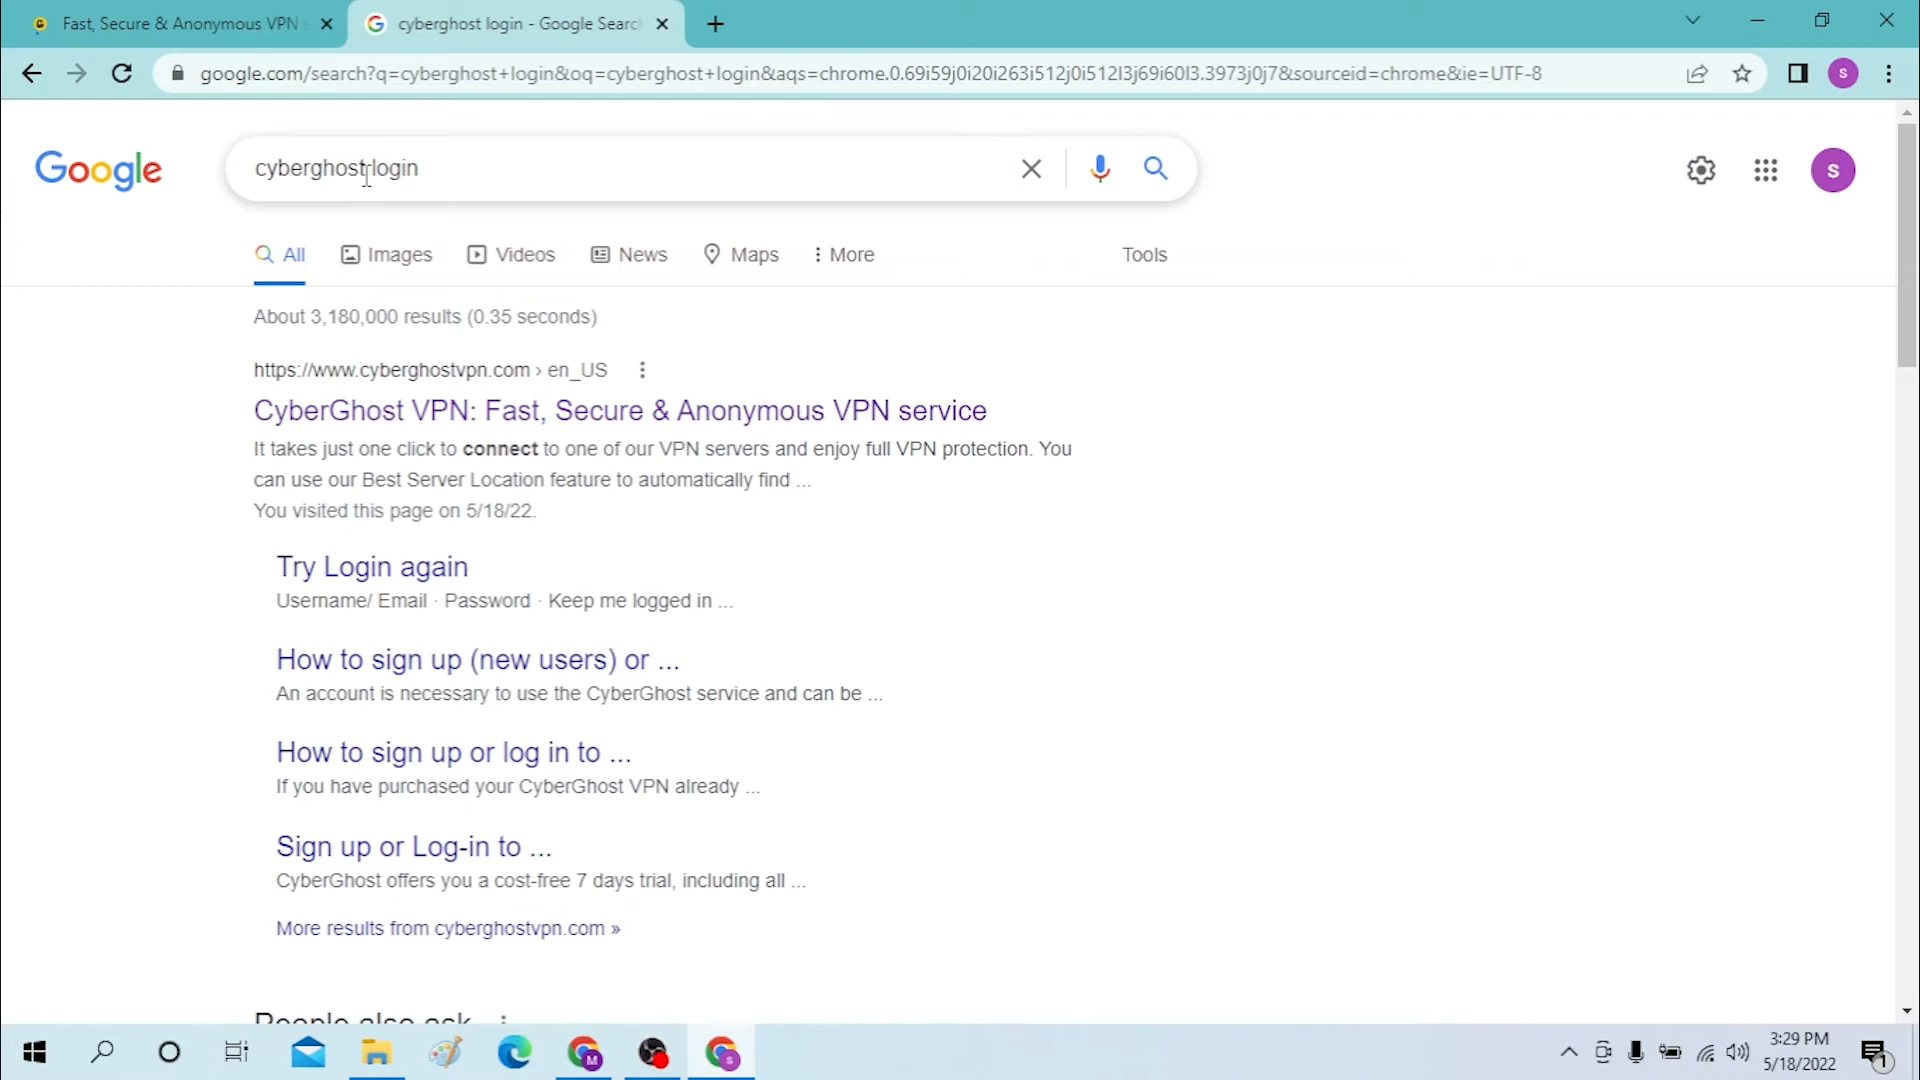 Fast, Secure & Anonymous VPN
cyberghost login - Google Searc
google.com/search?q=cyberghost+login&oq=cyberghost+login&aqs=chrome.0.69i59j0i20i263i512j0i512l3j69i60l3.3973j0j7&sourceid=chrome&ie=UTF-8
S
Google
cyberghost login
S
All
Images
Videos
News
Maps
More
Tools
About 3,180,000 results (0.35 seconds)
https://www.cyberghostvpn.com › en_US
CyberGhost VPN: Fast, Secure & Anonymous VPN service
It takes just one click to connect to one of our VPN servers and enjoy full VPN protection. You
can use our Best Server Location feature to automatically find ...
You visited this page on 5/18/22.
Try Login again
Username/ Email · Password · Keep me logged in ...
How to sign up (new users) or ...
An account is necessary to use the CyberGhost service and can be ...
How to sign up or log in to ...
If you have purchased your CyberGhost VPN already ...
Sign up or Log-in to ...
CyberGhost offers you a cost-free 7 days trial, including all ...
More results from cyberghostvpn.com »
People also ask
M
S
3:29 PM
5/18/2022
1